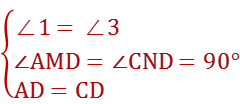 ∠1 = ∠3
∠AMD = ∠CND = 90°
AD = CD